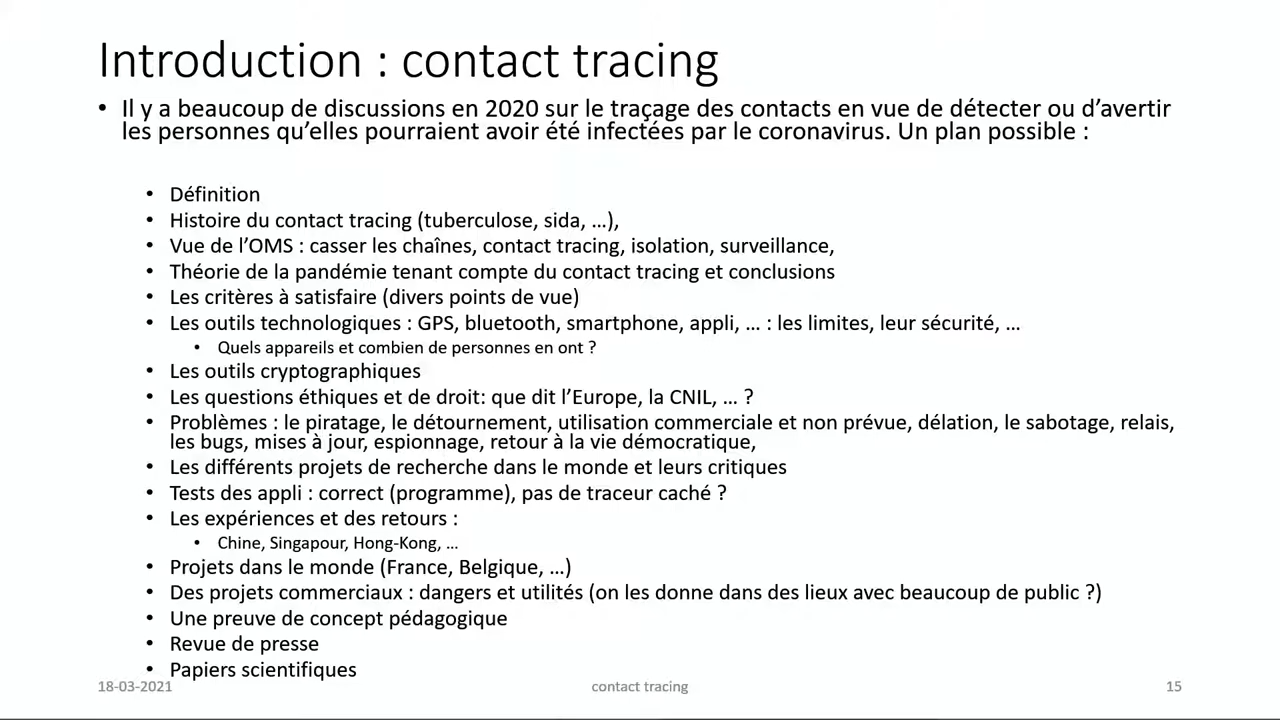 Introduction : contact tracing
• Il y a beaucoup de discussions en 2020 sur le traçage des contacts en vue de détecter ou d’avertir
les personnes qu’elles pourraient avoir été infectées par le coronavirus. Un plan possible :
• Définition
• Histoire du contact tracing (tuberculose, sida, …),
• Vue de l’OMS : casser les chaînes, contact tracing, isolation, surveillance,
• Théorie de la pandémie tenant compte du contact tracing et conclusions
• Les critères à satisfaire (divers points de vue)
• Les outils technologiques : GPS, bluetooth, smartphone, appli, … : les limites, leur sécurité, …
• Quels appareils et combien de personnes en ont ?
• Les outils cryptographiques
• Les questions éthiques et de droit: que dit l’Europe, la CNIL, … ?
• Problèmes : le piratage, le détournement, utilisation commerciale et non prévue, délation, le sabotage, relais,
les bugs, mises à jour, espionnage, retour à la vie démocratique,
• Les différents projets de recherche dans le monde et leurs critiques
• Tests des appli : correct (programme), pas de traceur caché ?
• Les expériences et des retours :
• Chine, Singapour, Hong-Kong, …
• Projets dans le monde (France, Belgique, …)
• Des projets commerciaux : dangers et utilités (on les donne dans des lieux avec beaucoup de public ?)
• Une preuve de concept pédagogique
• Revue de presse
• Papiers scientifiques
18-03-2021
contact tracing
15